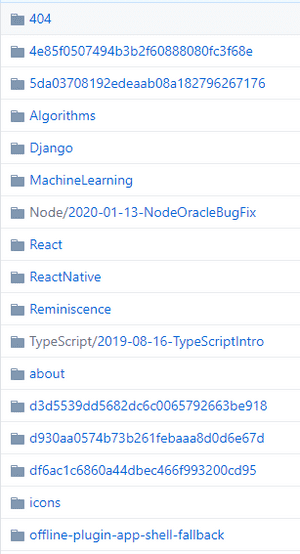 404
4e85f0507494b3b2f60888080fc3f68e
5da03708192edeaab08a182796267176
Algorithms
Django
MachineLearning
Node/2020-01-13-NodeOracleBugFix
React
ReactNative
Reminiscence
TypeScript/2019-08-16-TypeScriptIntro
about
d3d5539dd5682dc6c0065792663be918
d930aa0574b73b261febaaa8d0d6e67d
df6ac1c6860a44dbec466f993200cd95
icons
offline-plugin-app-shell-fallback